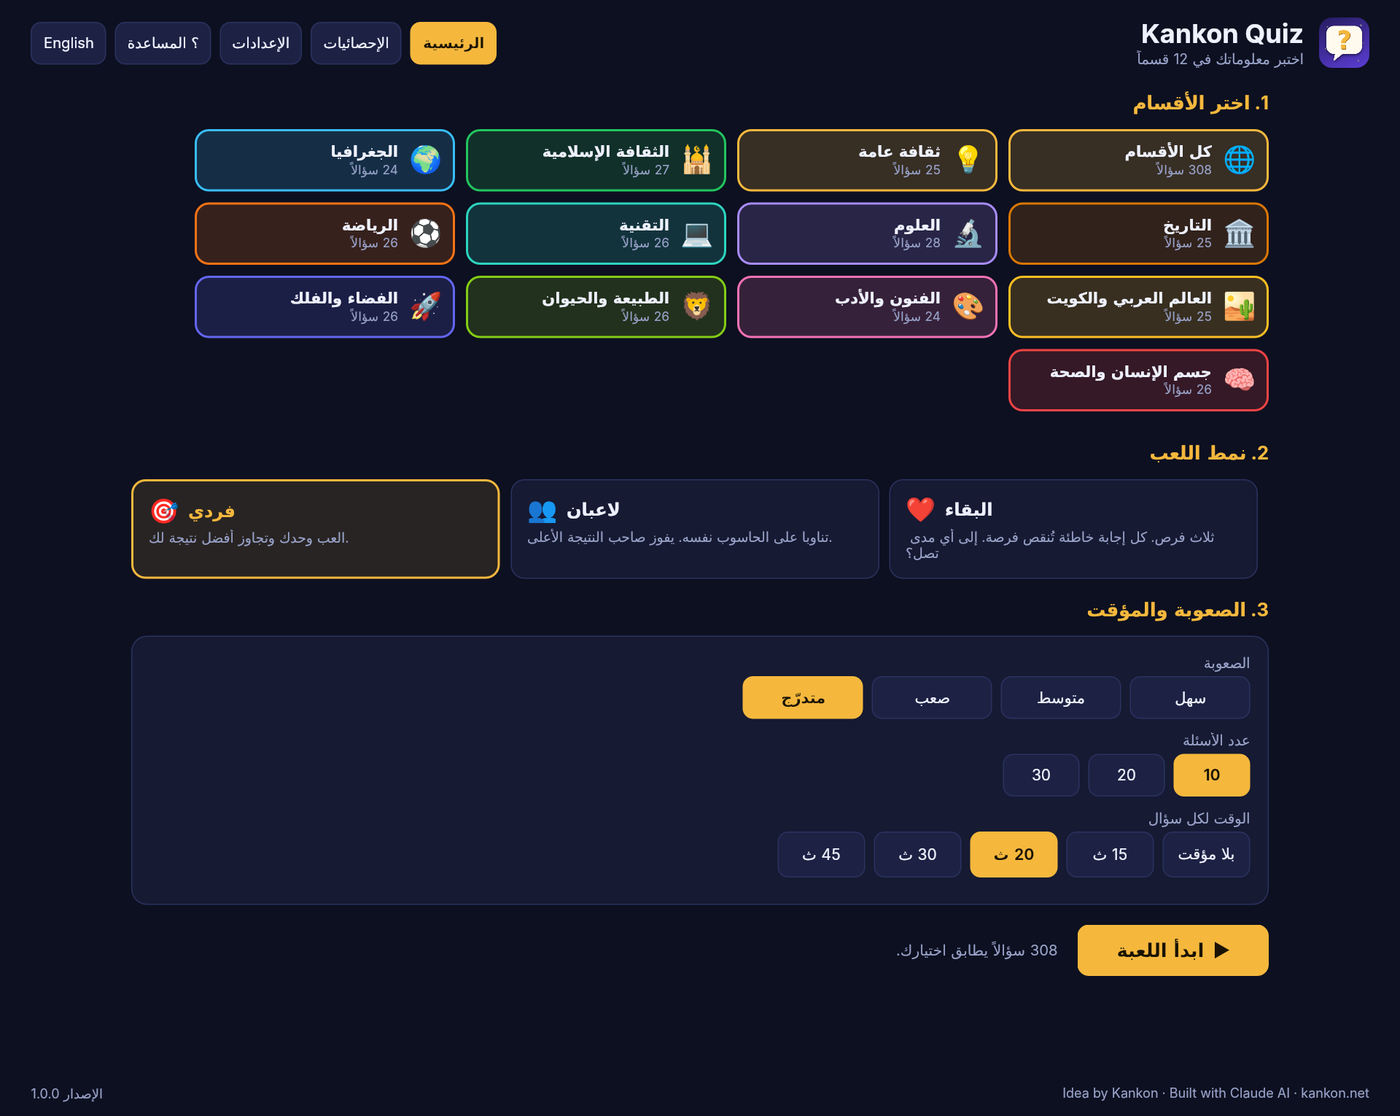 Kankon Quiz
اختبر معلوماتك في 12 قسماً
الرئيسية
الإحصائيات
الإعدادات
؟ المساعدة
English
1. اختر الأقسام
كل الأقسام
308 سؤالاً
ثقافة عامة
25 سؤالاً
الثقافة الإسلامية
27 سؤالاً
الجغرافيا
24 سؤالاً
التاريخ
25 سؤالاً
العلوم
28 سؤالاً
التقنية
26 سؤالاً
الرياضة
26 سؤالاً
العالم العربي والكويت
25 سؤالاً
الفنون والأدب
24 سؤالاً
الطبيعة والحيوان
26 سؤالاً
الفضاء والفلك
26 سؤالاً
جسم الإنسان والصحة
26 سؤالاً
2. نمط اللعب
البقاء
ثلاث فرص. كل إجابة خاطئة تُنقص فرصة. إلى أي مدى
تصل؟
لاعبان
تناوبا على الحاسوب نفسه. يفوز صاحب النتيجة الأعلى.
فردي
العب وحدك وتجاوز أفضل نتيجة لك.
3. الصعوبة والمؤقت
الصعوبة
سهل
متوسط
صعب
متدرّج
عدد الأسئلة
10
20
30
الوقت لكل سؤال
بلا مؤقت
15 ث
20 ث
30 ث
45 ث
ابدأ اللعبة
308 سؤالاً يطابق اختيارك.
Idea by Kankon · Built with Claude AI · kankon.net
الإصدار 1.0.0